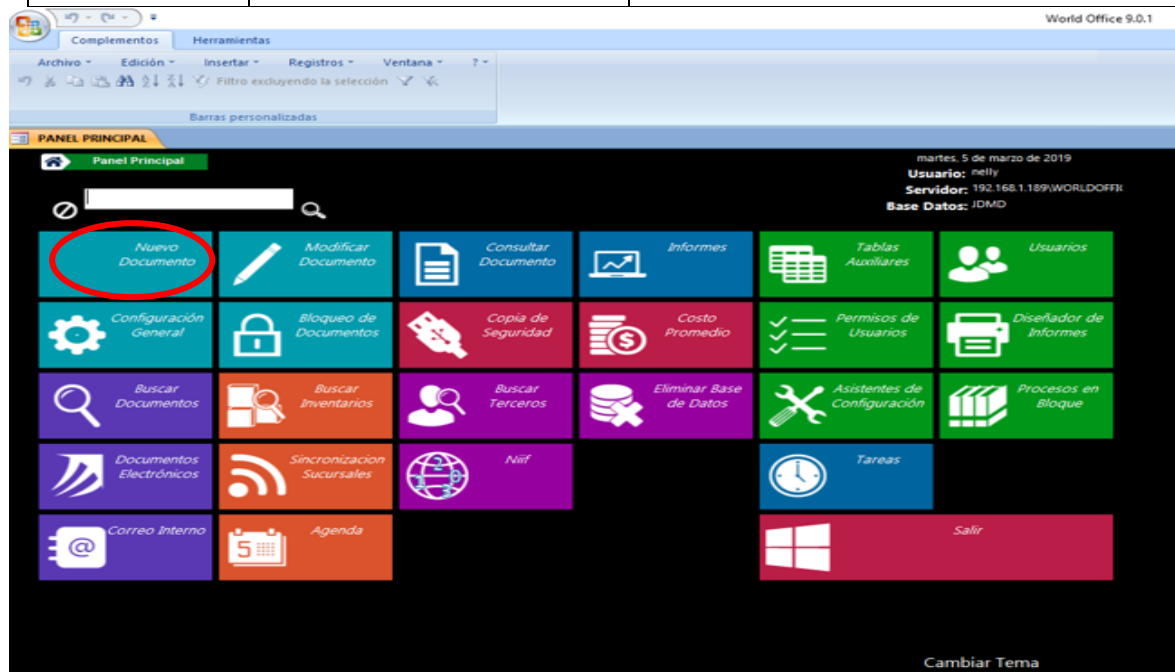 World Office 9.0.1
Complementos Herramientas
Archivo Edición Insertar Registros Ventana ?
Filtro excluyendo la selección
Barras personalizadas
PANEL PRINCIPAL
Panel Principal
martes, 5 de marzo de 2019
Usuario: nelly
Servidor: 192.168.1.189\WORLDOFFI
Base Datos: JDMD
Nuevo
Documento
Modificar
Documento
Consultar
Documento
Informes
Tablas
Auxiliares
Usuarios
Configuración
General
Bloqueo de
Documentos
Copia de
Seguridad
Costo
Promedio
Permisos de
Usuarios
Diseñador de
Informes
Buscar
Documentos
Buscar
Inventarios
Buscar
Terceros
Eliminar Base
de Datos
Asistentes de
Configuración
Procesos en
Bloque
Documentos
Electrónicos
Sincronizacion
Sucursales
Niif
Tareas
Correo Interno
Agenda
5
Salir
Cambiar Tema